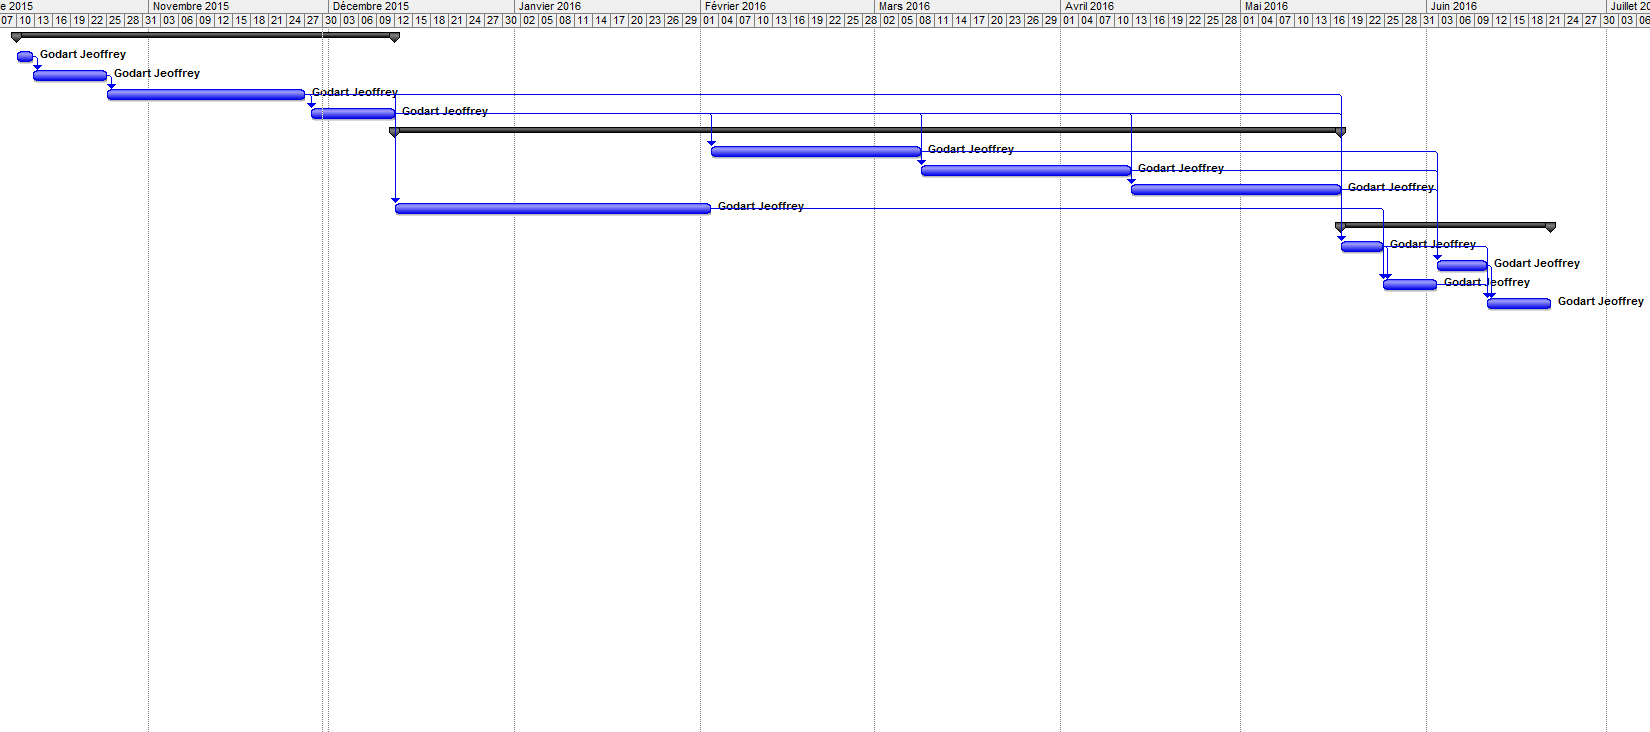 e 2015 Novembre 2015 Décembre 2015 Janvier 2016 Février 2016 Mars 2016 Avril 2016 Mai 2016 Juin 2016 Juillet 20
07 10 13 16 19 22 25 28 31 03 06 09 12 15 18 21 24 27 30 03 06 09 12 15 18 21 24 27 30 02 05 08 11 14 17 20 23 26 29 01 04 07 10 13 16 19 22 25 28 02 05 08 11 14 17 20 23 26 29 01 04 07 10 13 16 19 22 25 28 01 04 07 10 13 16 19 22 25 28 31 03 06 09 12 15 18 21 24 27 30 03 06
Godart Jeoffrey
Godart Jeoffrey
Godart Jeoffrey
Godart Jeoffrey
Godart Jeoffrey
Godart Jeoffrey
Godart Jeoffrey
Godart Jeoffrey
Godart Jeoffrey
Godart Jeoffrey
Godart Jeoffrey
Godart Jeoffrey